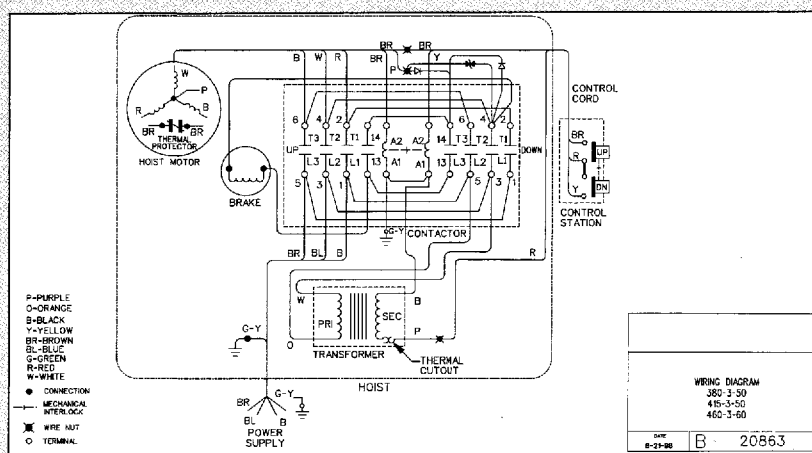 BR
BR
B
W
R
BR
P
Y
W
P
R
B
BR
BR
THERMAL
PROTECTOR
HOIST MOTOR
CONTROL
CORD
6
4
2
6
4
2
T3
T2
T1
14
A2
A2
14
T3
T2
T1
UP
DOWN
L3
L2
L1
13
A1
A1
13
L3
L2
L1
5
3
1
5
3
1
BRAKE
BR
R
Y
UP
DN
CONTROL
STATION
G-Y
CONTACTOR
BR
BL
B
R
W
B
PRI
SEC
O
P
TRANSFORMER
THERMAL
CUTOUT
HOIST
G-Y
P-PURPLE
O-ORANGE
B-BLACK
Y-YELLOW
BR-BROWN
BL-BLUE
G-GREEN
R-RED
W-WHITE
CONNECTION
MECHANICAL
INTERLOCK
WIRE NUT
TERMINAL
BR
G-Y
BL
B
POWER
SUPPLY
WIRING DIAGRAM
380-3-50
415-3-50
460-3-60
DATE
8-21-98
B
20863